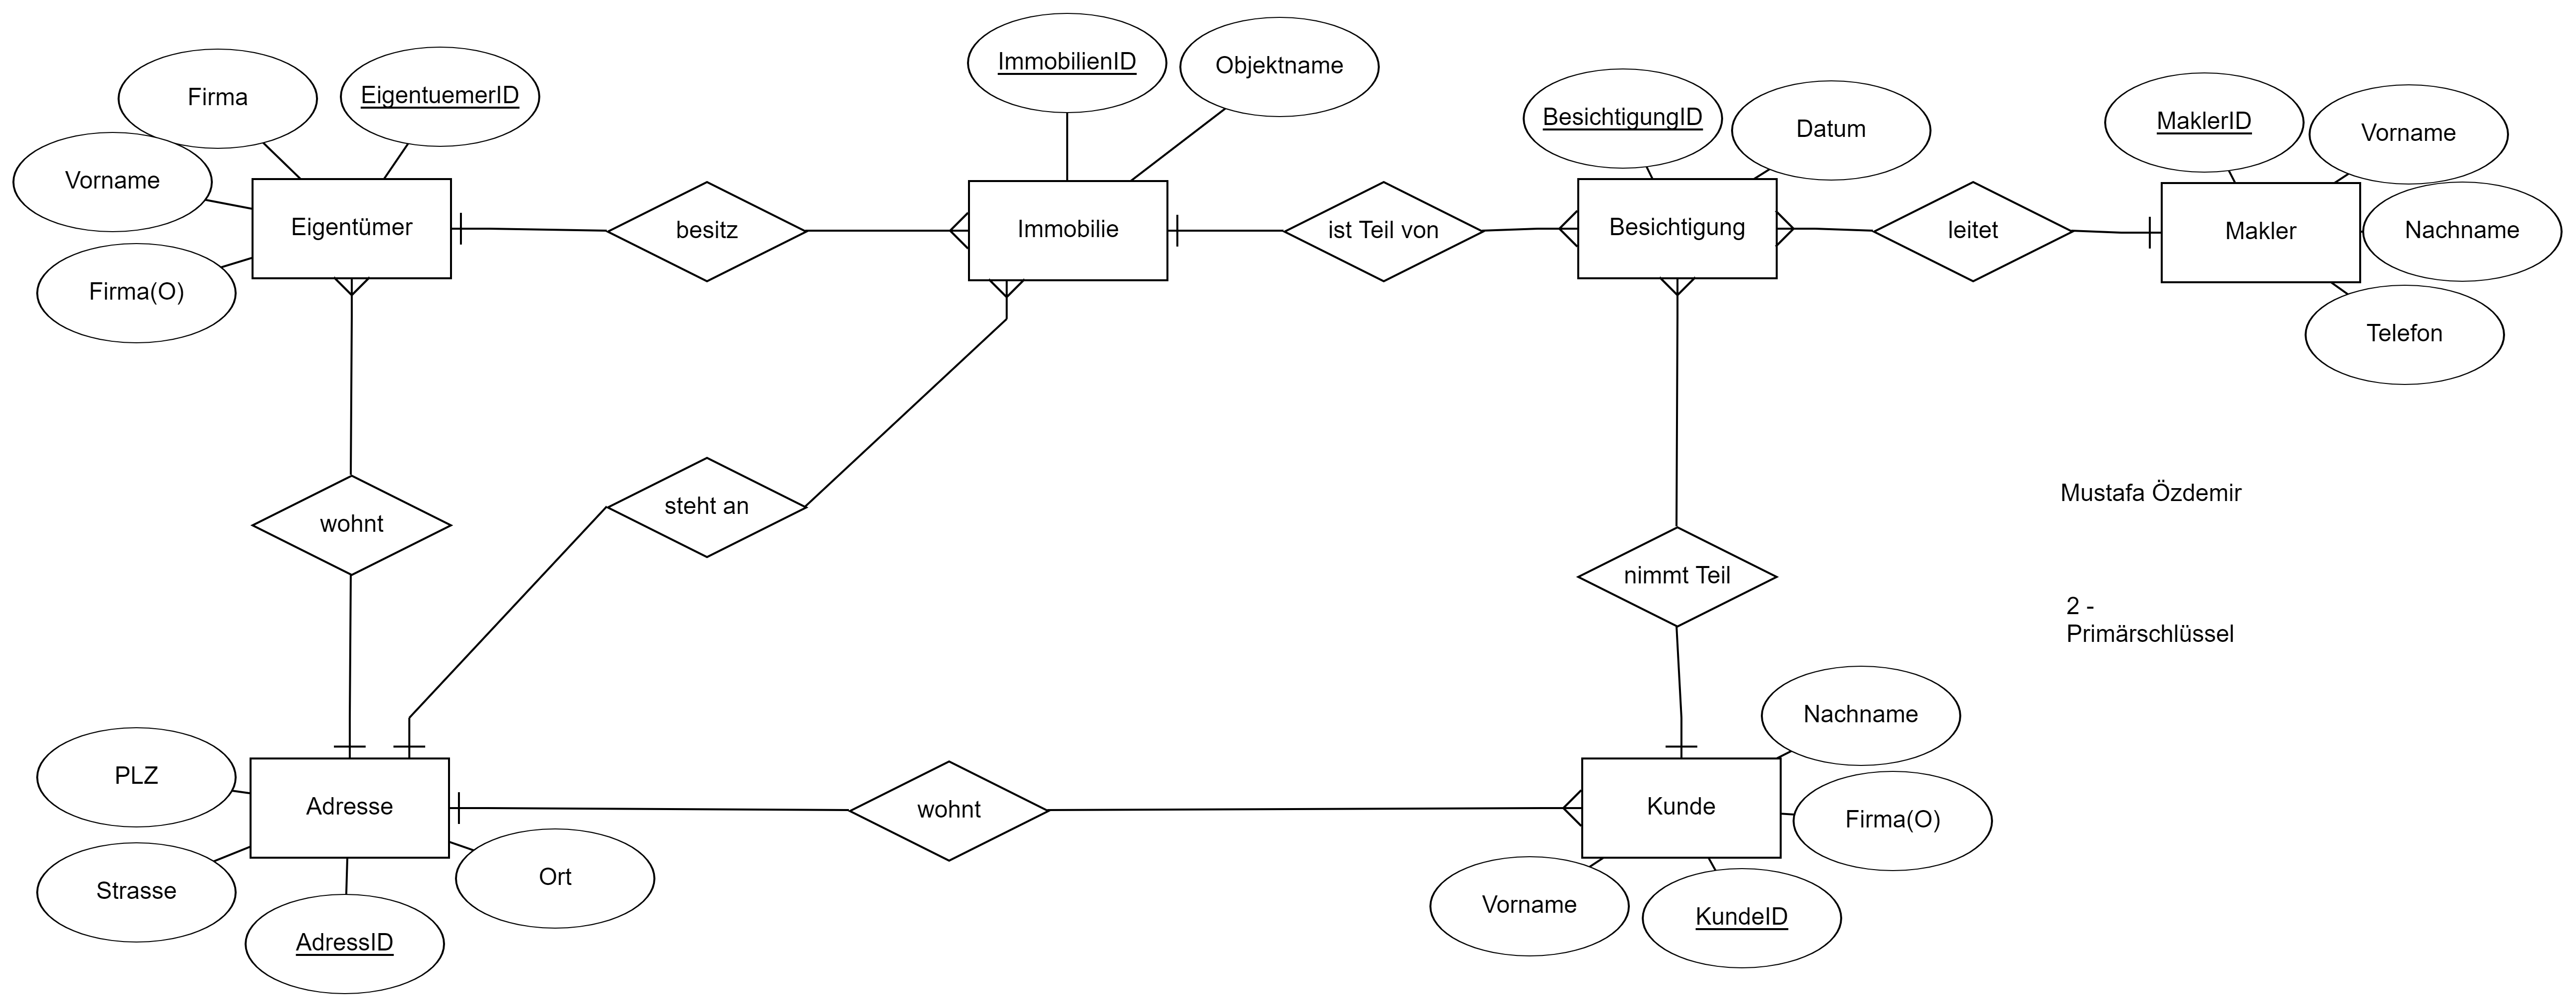 ImmobilienID
Objektname
Firma
EigentuemerID
BesichtigungID
Datum
MaklerID
Vorname
Vorname
Eigentümer
besitz
Immobilie
ist Teil von
Besichtigung
leitet
Makler
Nachname
Firma(O)
Telefon
wohnt
steht an
Mustafa Özdemir
nimmt Teil
2 -
Primärschlüssel
Nachname
PLZ
Adresse
wohnt
Kunde
Firma(O)
Strasse
Ort
Vorname
KundeID
AdressID